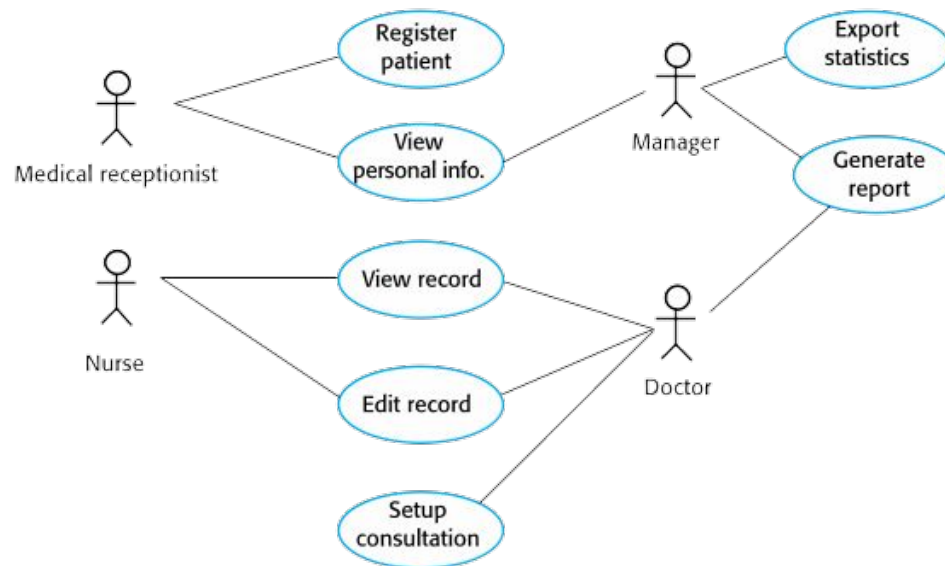 Register
patient
Export
statistics
Manager
Medical receptionist
View
personal info.
Generate
report
View record
Nurse
Doctor
Edit record
Setup
consultation